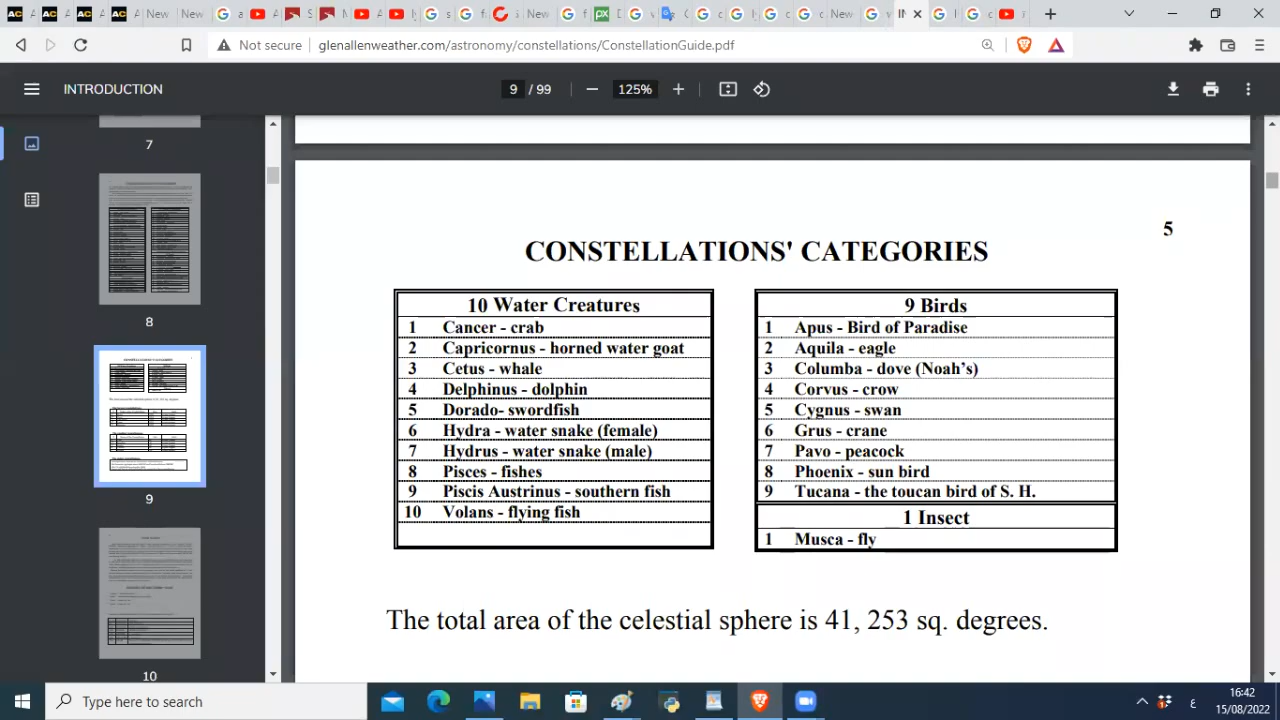 New
New
New
Not secure
glenallenweather.com/astronomy/constellations/ConstellationGuide.pdf
INTRODUCTION
9 / 99
125%
7
8
9
10
5
CONSTELLATIONS' CATEGORIES
10 Water Creatures
1 Cancer - crab
2 Capricornus - horned water goat
3 Cetus - whale
4 Delphinus - dolphin
5 Dorado- swordfish
6 Hydra - water snake (female)
7 Hydrus - water snake (male)
8 Pisces - fishes
9 Piscis Austrinus - southern fish
10 Volans - flying fish
9 Birds
1 Apus - Bird of Paradise
2 Aquila - eagle
3 Columba - dove (Noah's)
4 Corvus - crow
5 Cygnus - swan
6 Grus - crane
7 Pavo - peacock
8 Phoenix - sun bird
9 Tucana - the toucan bird of S. H.
1 Insect
1 Musca - fly
The total area of the celestial sphere is 41, 253 sq. degrees.
Type here to search
ع
16:42
15/08/2022